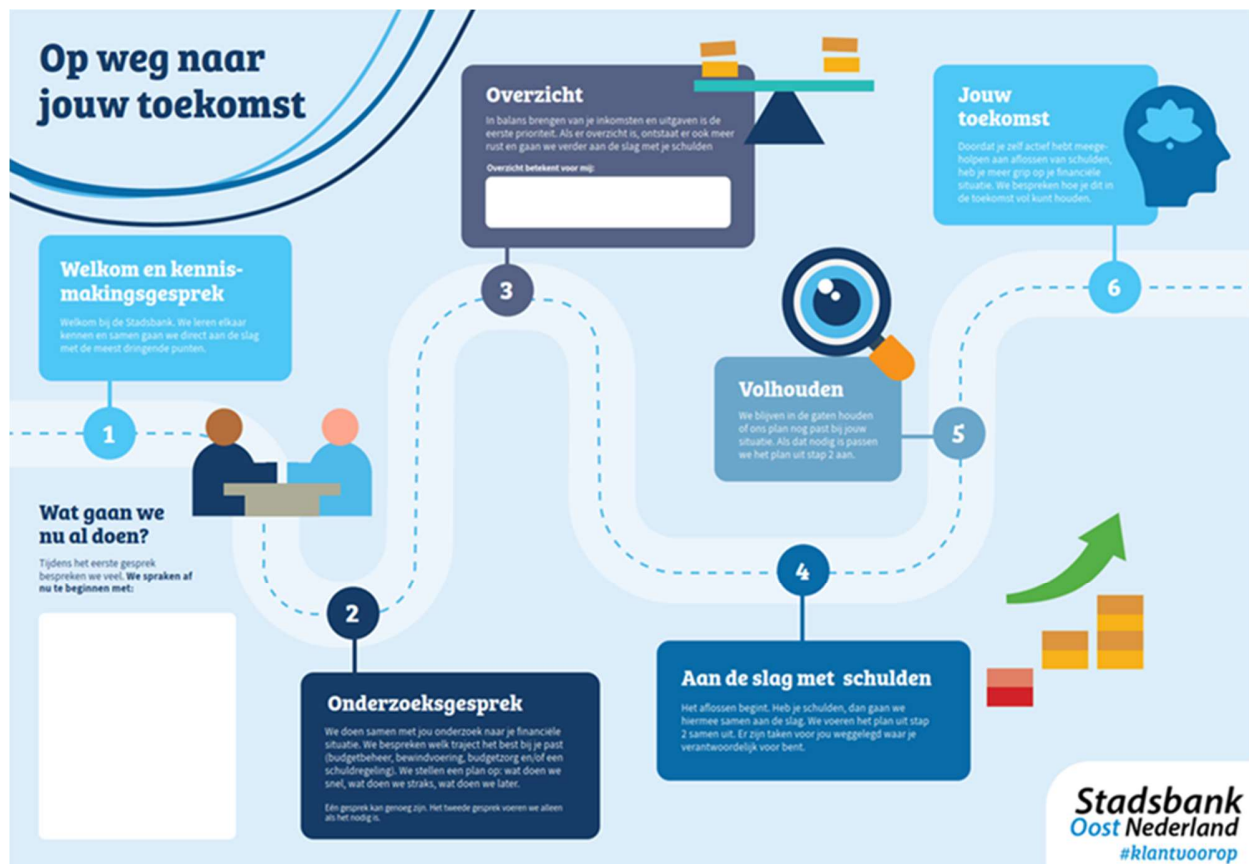 Op weg naar
jouw toekomst
Welkom en kennis-
makingsgesprek
Welkom bij de Stadsbank. We leren elkaar
kennen en samen gaan we direct aan de slag
met de meest dringende punten.
1
Wat gaan we
nu al doen?
Tijdens het eerste gesprek
bespreken we veel. We spraken af
nu te beginnen met:
2
Onderzoeksgesprek
We doen samen met jou onderzoek naar je financiële
situatie. We bespreken welk traject het best bij je past
(budgetbeheer, bewindvoering, budgetzorg en/of een
schuldregeling). We stellen een plan op: wat doen we
snel, wat doen we straks, wat doen we later.
Eén gesprek kan genoeg zijn. Het tweede gesprek voeren we alleen
als het nodig is.
Overzicht
In balans brengen van je inkomsten en uitgaven is de
eerste prioriteit. Als er overzicht is, ontstaat er ook meer
rust en gaan we verder aan de slag met je schulden
Overzicht betekent voor mij:
3
4
Aan de slag met schulden
Het aflossen begint. Heb je schulden, dan gaan we
hiermee samen aan de slag. We voeren het plan uit stap
2 samen uit. Er zijn taken voor jou weggelegd waar je
verantwoordelijk voor bent.
Volhouden
We blijven in de gaten houden
of ons plan nog past bij jouw
situatie. Als dat nodig is passen
we het plan uit stap 2 aan.
5
Jouw
toekomst
Doordat je zelf actief hebt meege-
holpen aan aflossen van schulden,
heb je meer grip op je financiële
situatie. We bespreken hoe je dit in
de toekomst vol kunt houden.
6
Stadsbank
Oost Nederland
#klantvoorop